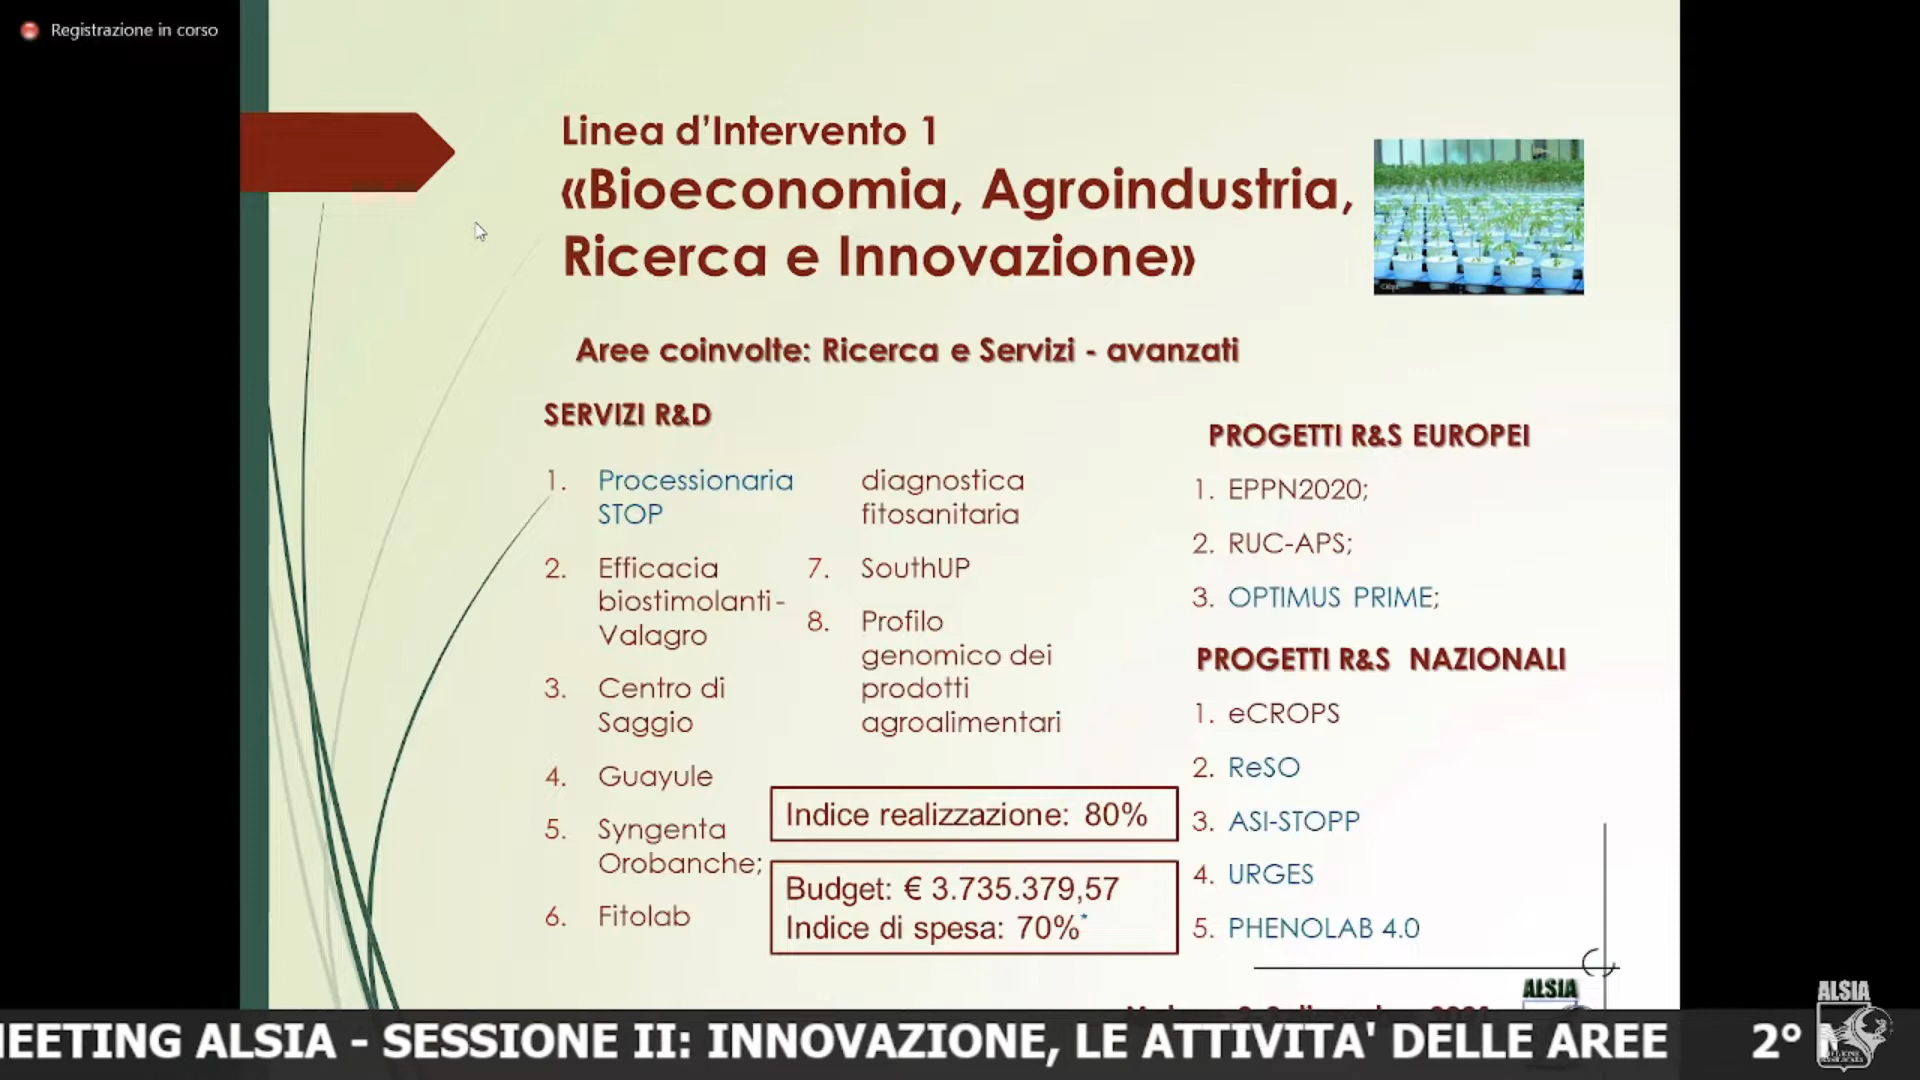 Registrazione in corso
Linea d’Intervento 1
«Bioeconomia, Agroindustria,
Ricerca e Innovazione»
Aree coinvolte: Ricerca e Servizi - avanzati
SERVIZI R&D
1. Processionaria
STOP
2. Efficacia
biostimolanti-
Valagro
3. Centro di
Saggio
4. Guayule
5. Syngenta
Orobanche;
6. Fitolab
diagnostica
fitosanitaria
7. SouthUP
8. Profilo
genomico dei
prodotti
agroalimentari
Indice realizzazione: 80%
Budget: € 3.735.379,57
Indice di spesa: 70%*
PROGETTI R&S EUROPEI
1. EPPN2020;
2. RUC-APS;
3. OPTIMUS PRIME;
PROGETTI R&S NAZIONALI
1. eCROPS
2. ReSO
3. ASI-STOPP
4. URGES
5. PHENOLAB 4.0
ALSIA
MEETING ALSIA - SESSIONE II: INNOVAZIONE, LE ATTIVITA' DELLE AREE 2°
ALSIA